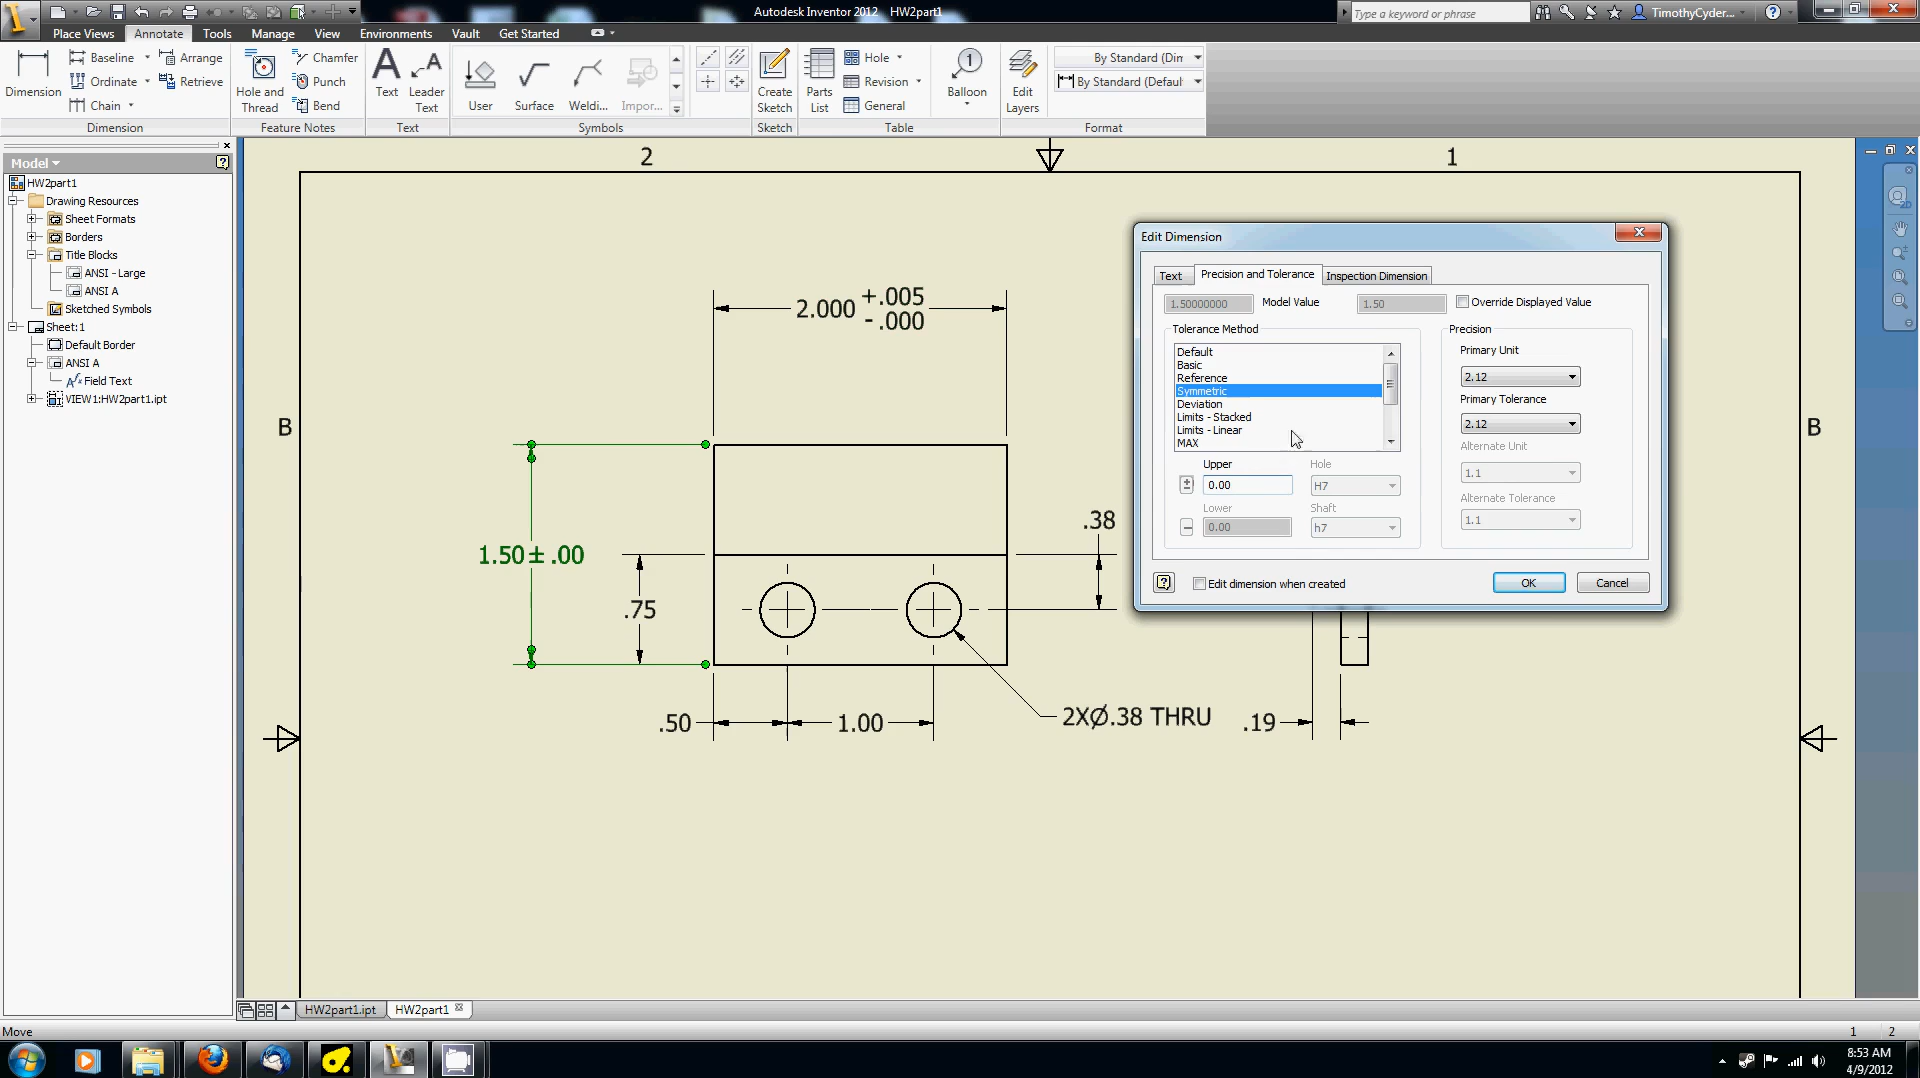 Autodesk Inventor 2012 HW2part1
Type a keyword or phrase
TimothyCyder...
Place Views Annotate Tools Manage View Environments Vault Get Started
Dimension
Baseline
Ordinate
Chain
Arrange
Retrieve
Dimension
Hole and
Thread
Chamfer
Punch
Bend
Feature Notes
Text
Leader
Text
Text
User
Surface
Weldi...
Impor...
Symbols
Create
Sketch
Sketch
Parts
List
Hole
Revision
General
Table
Balloon
Edit
Layers
By Standard (Dim
By Standard (Defaul
Format
Model
HW2part1
Drawing Resources
Sheet Formats
Borders
Title Blocks
ANSI - Large
ANSI A
Sketched Symbols
Sheet:1
Default Border
ANSI A
Field Text
VIEW1:HW2part1.ipt
2
1
B
B
2.000 +.005
- .000
1.50± .00
.75
.38
.50
1.00
2XØ.38 THRU
.19
Edit Dimension
Text Precision and Tolerance Inspection Dimension
1.50000000 Model Value 1.50 Override Displayed Value
Tolerance Method
Default
Basic
Reference
Symmetric
Deviation
Limits - Stacked
Limits - Linear
MAX
Upper
0.00
Lower
0.00
Hole
H7
Shaft
h7
Precision
Primary Unit
2.12
Primary Tolerance
2.12
Alternate Unit
1.1
Alternate Tolerance
1.1
Edit dimension when created
OK
Cancel
HW2part1.ipt
HW2part1
Move
1 2
8:53 AM
4/9/2012